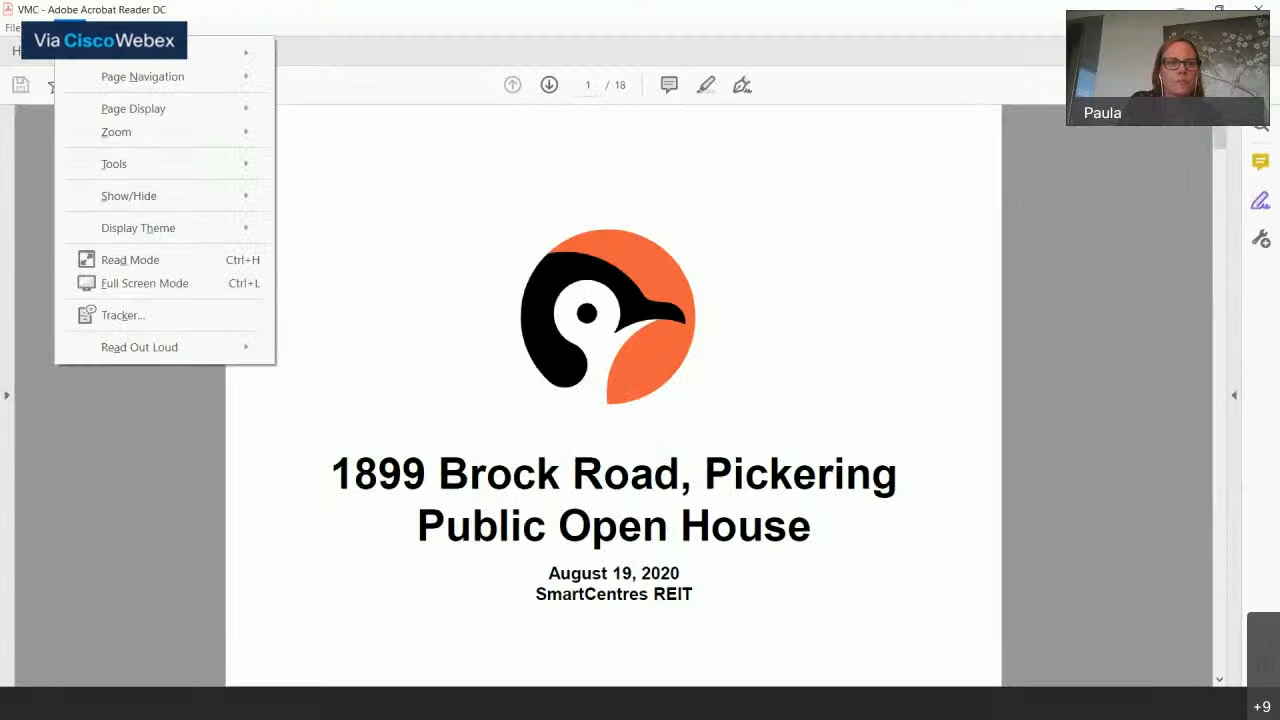 VMC - Adobe Acrobat Reader DC
File
Via CiscoWebex
H
1 / 18
Page Navigation
Page Display
Zoom
Tools
Show/Hide
Display Theme
Read Mode Ctrl+H
Full Screen Mode Ctrl+L
Tracker...
Read Out Loud
Paula
1899 Brock Road, Pickering
Public Open House
August 19, 2020
SmartCentres REIT
+9